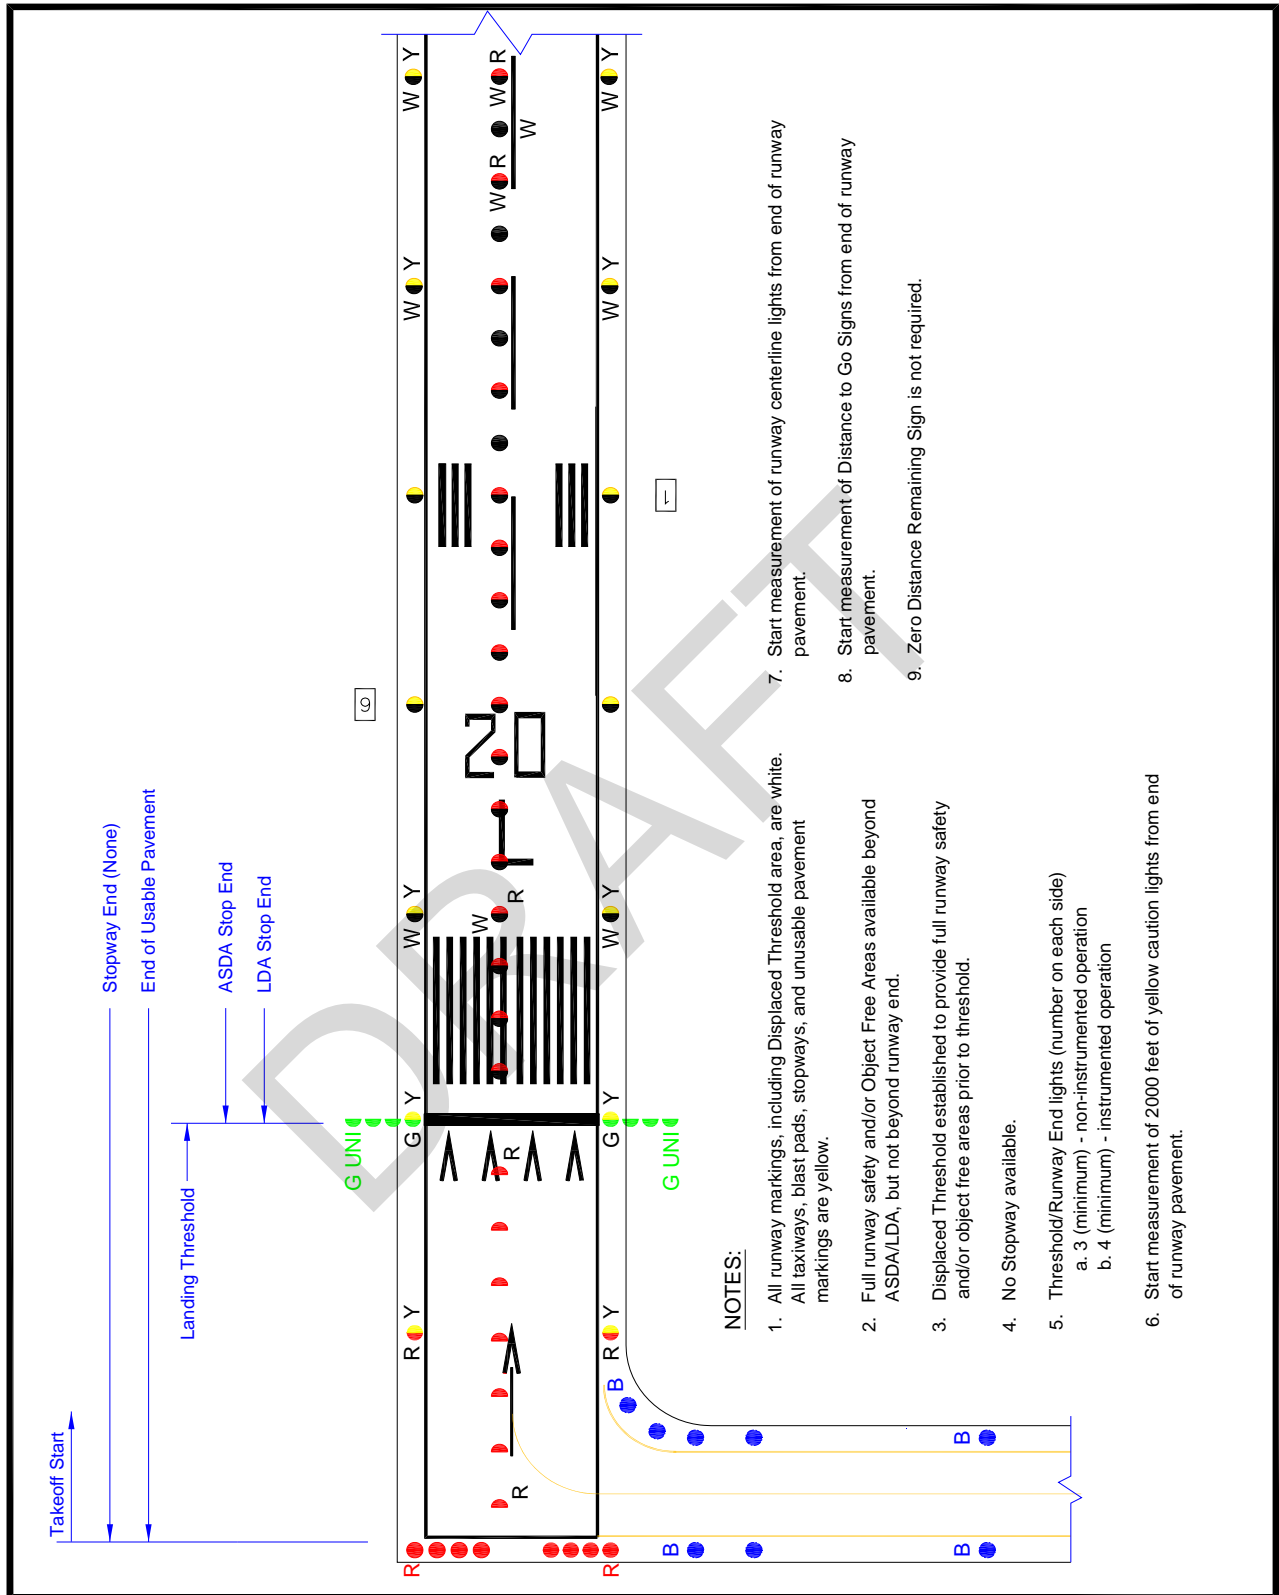 Takeoff Start
Stopway End (None)
End of Usable Pavement
Landing Threshold
ASDA Stop End
LDA Stop End
G UNI
G UNI
R Y
G Y
W Y
W Y
W Y
R
R
R
W
R
W R
W R
W
20
L
9
1
R Y
G Y
W Y
W Y
W Y
R
B
B
B
B
DRAFT
NOTES:
1. All runway markings, including Displaced Threshold area, are white.
All taxiways, blast pads, stopways, and unusable pavement
markings are yellow.
2. Full runway safety and/or Object Free Areas available beyond
ASDA/LDA, but not beyond runway end.
3. Displaced Threshold established to provide full runway safety
and/or object free areas prior to threshold.
4. No Stopway available.
5. Threshold/Runway End lights (number on each side)
a. 3 (minimum) - non-instrumented operation
b. 4 (minimum) - instrumented operation
6. Start measurement of 2000 feet of yellow caution lights from end
of runway pavement.
7. Start measurement of runway centerline lights from end of runway
pavement.
8. Start measurement of Distance to Go Signs from end of runway
pavement.
9. Zero Distance Remaining Sign is not required.